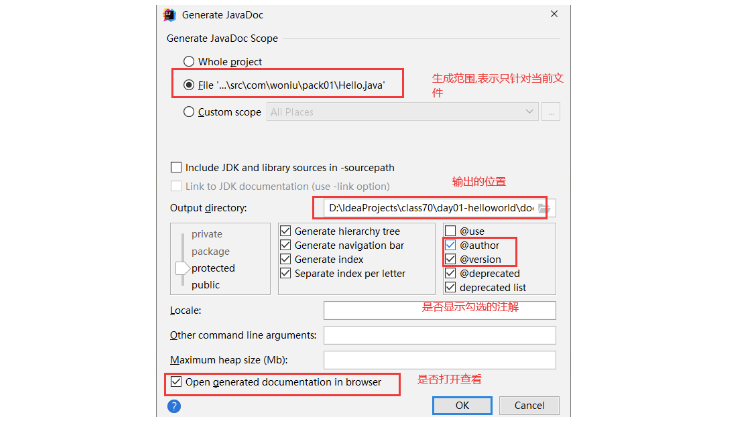 Generate JavaDoc
Generate JavaDoc Scope
Whole project
File '...\src\com\wonlu\pack01\Hello.java'
生成范围,表示只针对当前文
件
Custom scope All Places ...
Include JDK and library sources in -sourcepath
Link to JDK documentation (use -link option)
输出的位置
Output directory: D:\IdeaProjects\class70\day01-helloworld\doc
private
package
protected
public
Generate hierarchy tree
Generate navigation bar
Generate index
Separate index per letter
@use
@author
@version
@deprecated
deprecated list
Locale:
是否显示勾选的注解
Other command line arguments:
Maximum heap size (Mb):
Open generated documentation in browser
是否打开查看
?
OK
Cancel